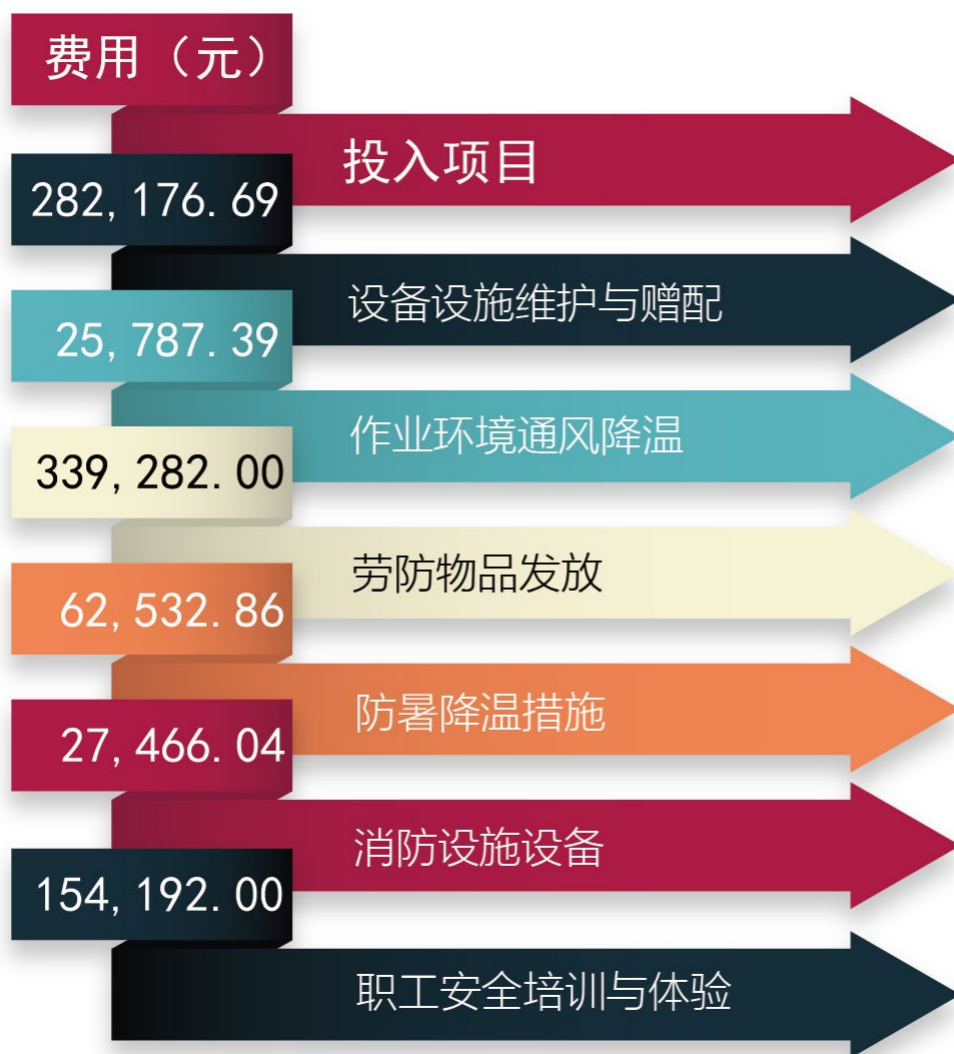 费用（元）
投入项目
282,176.69
设备设施维护与赠配
25,787.39
作业环境通风降温
339,282.00
劳防物品发放
62,532.86
防暑降温措施
27,466.04
消防设施设备
154,192.00
职工安全培训与体验